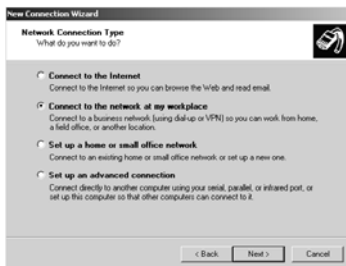 New Connection Wizard
Network Connection Type
What do you want to do?
Connect to the Internet
Connect to the Internet so you can browse the Web and read email.
Connect to the network at my workplace
Connect to a business network (using dial-up or VPN) so you can work from home,
a field office, or another location.
Set up a home or small office network
Connect to an existing home or small office network or set up a new one.
Set up an advanced connection
Connect directly to another computer using your serial, parallel, or infrared port, or
set up this computer so that other computers can connect to it.
< Back
Next >
Cancel